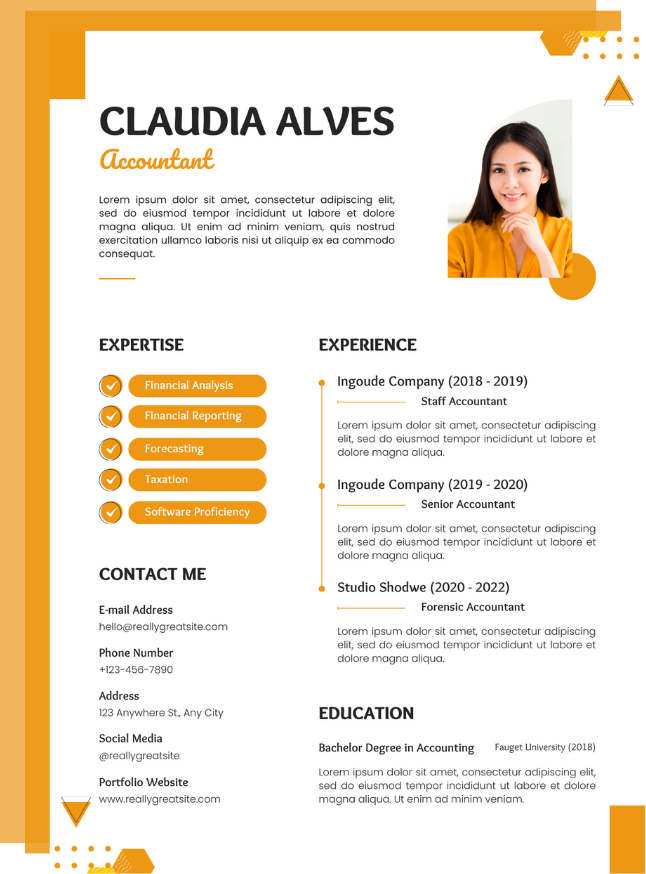 CLAUDIA ALVES
Accountant
Lorem ipsum dolor sit amet, consectetur adipiscing elit,
sed do eiusmod tempor incididunt ut labore et dolore
magna aliqua. Ut enim ad minim veniam, quis nostrud
exercitation ullamco laboris nisi ut aliquip ex ea commodo
consequat.
EXPERTISE
Financial Analysis
Financial Reporting
Forecasting
Taxation
Software Proficiency
CONTACT ME
E-mail Address
hello@reallygreatsite.com
Phone Number
+123-456-7890
Address
123 Anywhere St., Any City
Social Media
@reallygreatsite
Portfolio Website
www.reallygreatsite.com
EXPERIENCE
Ingoude Company (2018 - 2019)
Staff Accountant
Lorem ipsum dolor sit amet, consectetur adipiscing
elit, sed do eiusmod tempor incididunt ut labore et
dolore magna aliqua.
Ingoude Company (2019 - 2020)
Senior Accountant
Lorem ipsum dolor sit amet, consectetur adipiscing
elit, sed do eiusmod tempor incididunt ut labore et
dolore magna aliqua.
Studio Shodwe (2020 - 2022)
Forensic Accountant
Lorem ipsum dolor sit amet, consectetur adipiscing
elit, sed do eiusmod tempor incididunt ut labore et
dolore magna aliqua.
EDUCATION
Bachelor Degree in Accounting Fauget University (2018)
Lorem ipsum dolor sit amet, consectetur adipiscing elit,
sed do eiusmod tempor incididunt ut labore et dolore
magna aliqua. Ut enim ad minim veniam.